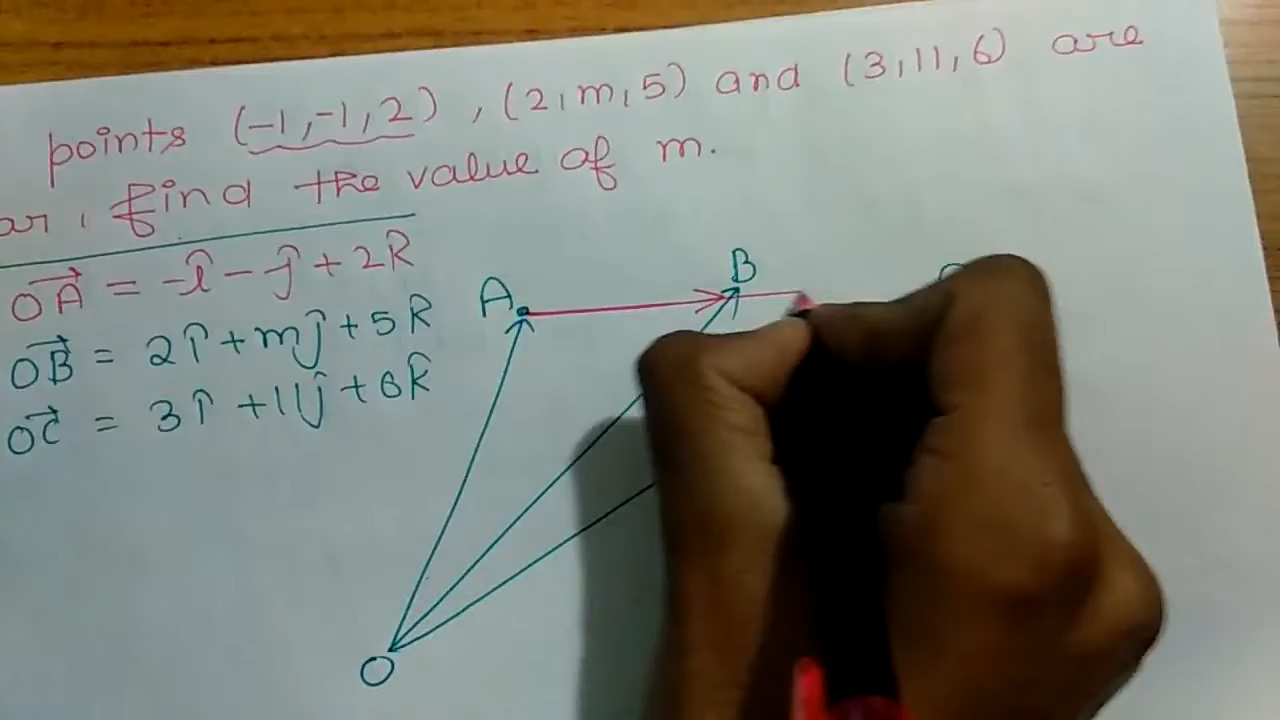 points (-1,-1,2), (2,m,5) and (3,11,6) are
ar, find the value of m.
OA⃗ = -î - ĵ + 2k̂
OB⃗ = 2î + mĵ + 5k̂
OC⃗ = 3î + 11ĵ + 6k̂
A
B
O